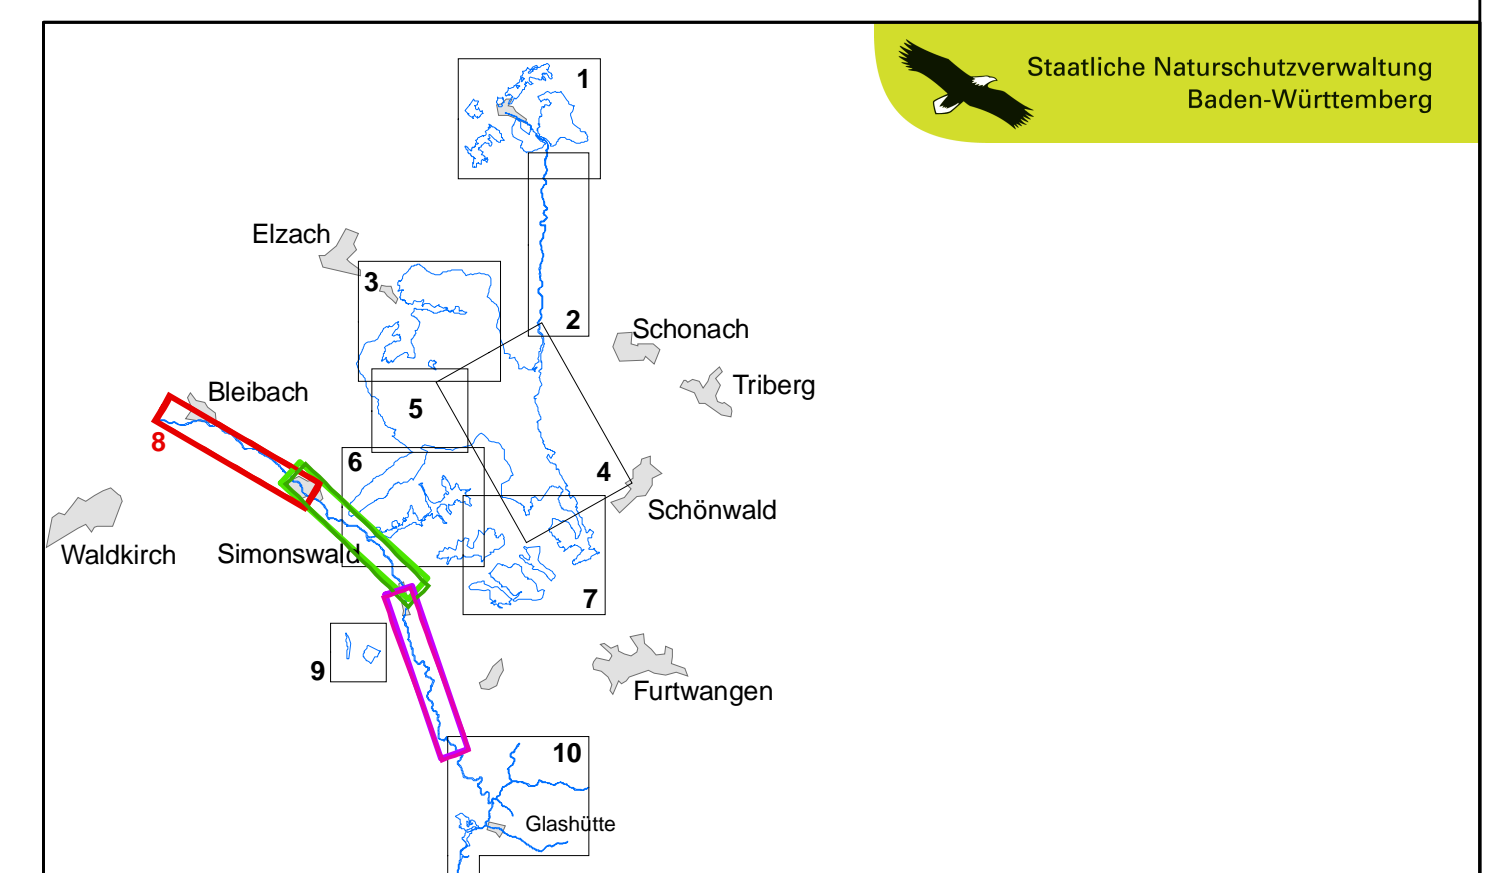 Staatliche Naturschutzverwaltung
Baden-Württemberg
1
Elzach
3
2
Schonach
Triberg
Bleibach
5
8
6
4
Schönwald
Waldkirch
Simonswald
7
9
Furtwangen
10
Glashütte